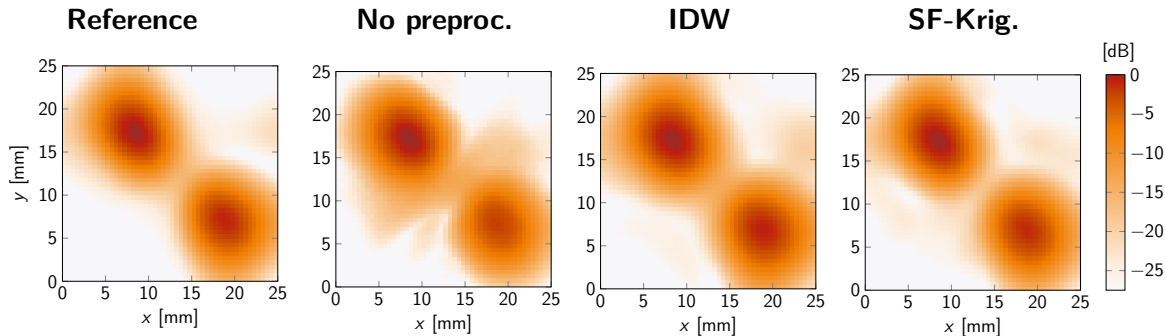 Reference No preproc. IDW SF-Krig.
[dB]
25 25 25 25 0
20 20 20 20 −5
15 15 15 15 −10
y [mm]
10 10 10 10 −15
5 5 5 5 −20
0 0 0 0 −25
0 5 10 15 20 25 0 5 10 15 20 25 0 5 10 15 20 25 0 5 10 15 20 25
x [mm] x [mm] x [mm] x [mm]